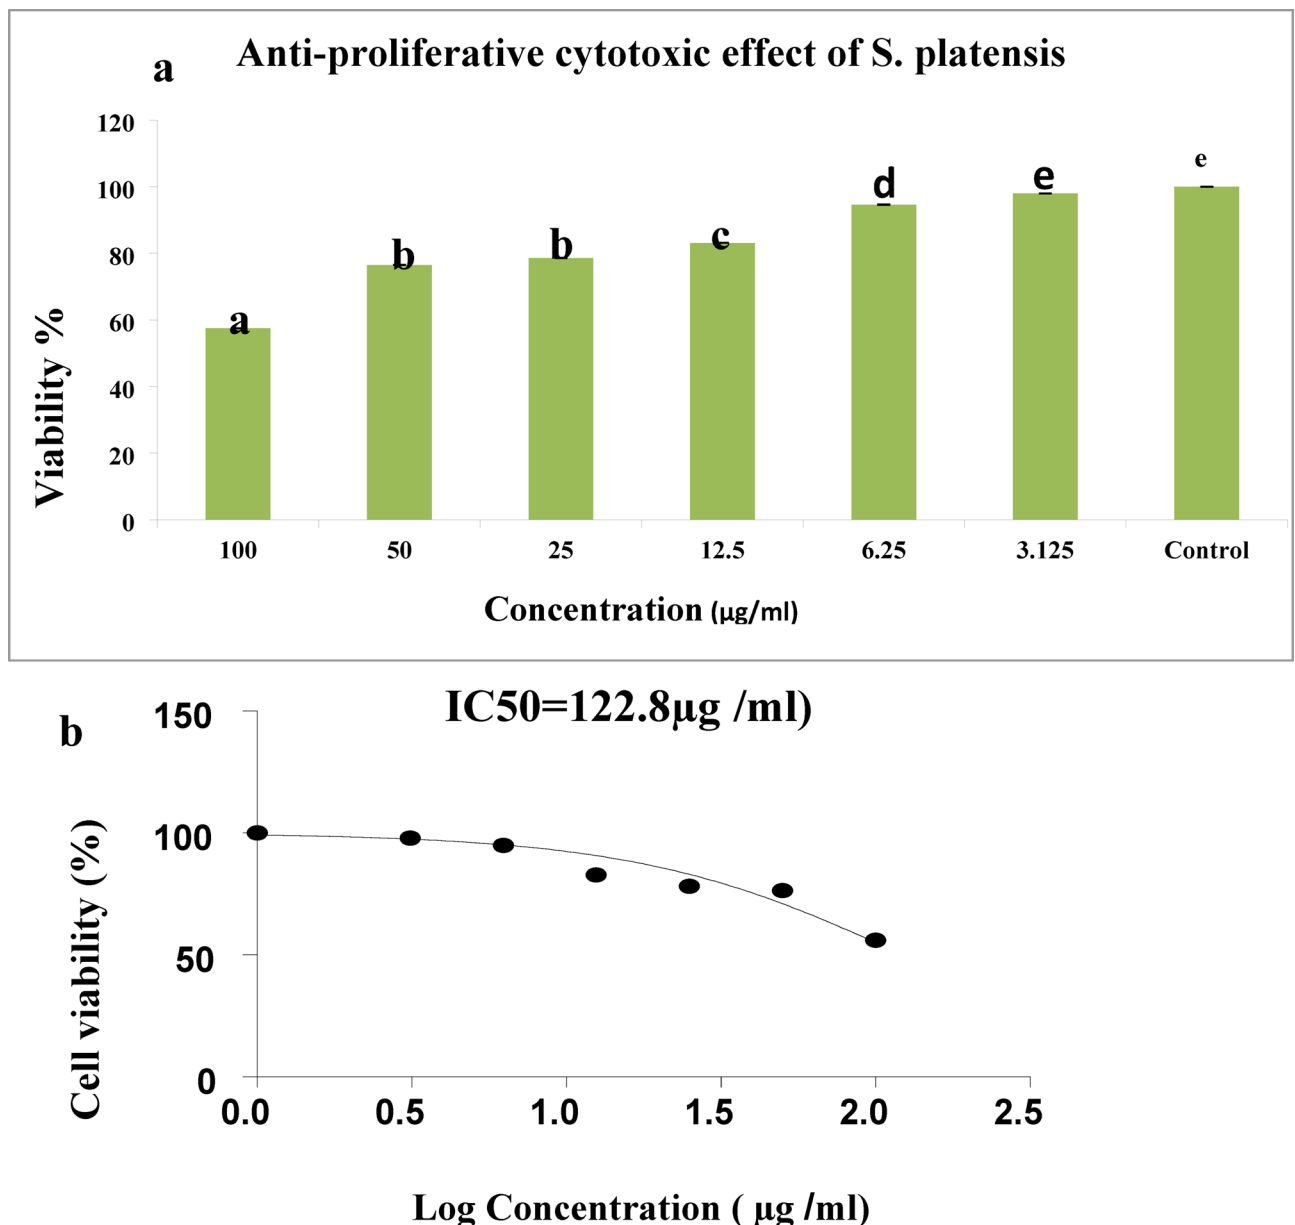 Anti-proliferative cytotoxic effect of S. platensis
a
120
100
80
60
40
20
0
Viability %
a
b
b
c
d
e
e
100 50 25 12.5 6.25 3.125 Control
Concentration (µg/ml)
IC50=122.8µg /ml)
b
150
100
50
0
Cell viability (%)
0.0 0.5 1.0 1.5 2.0 2.5
Log Concentration ( µg /ml)